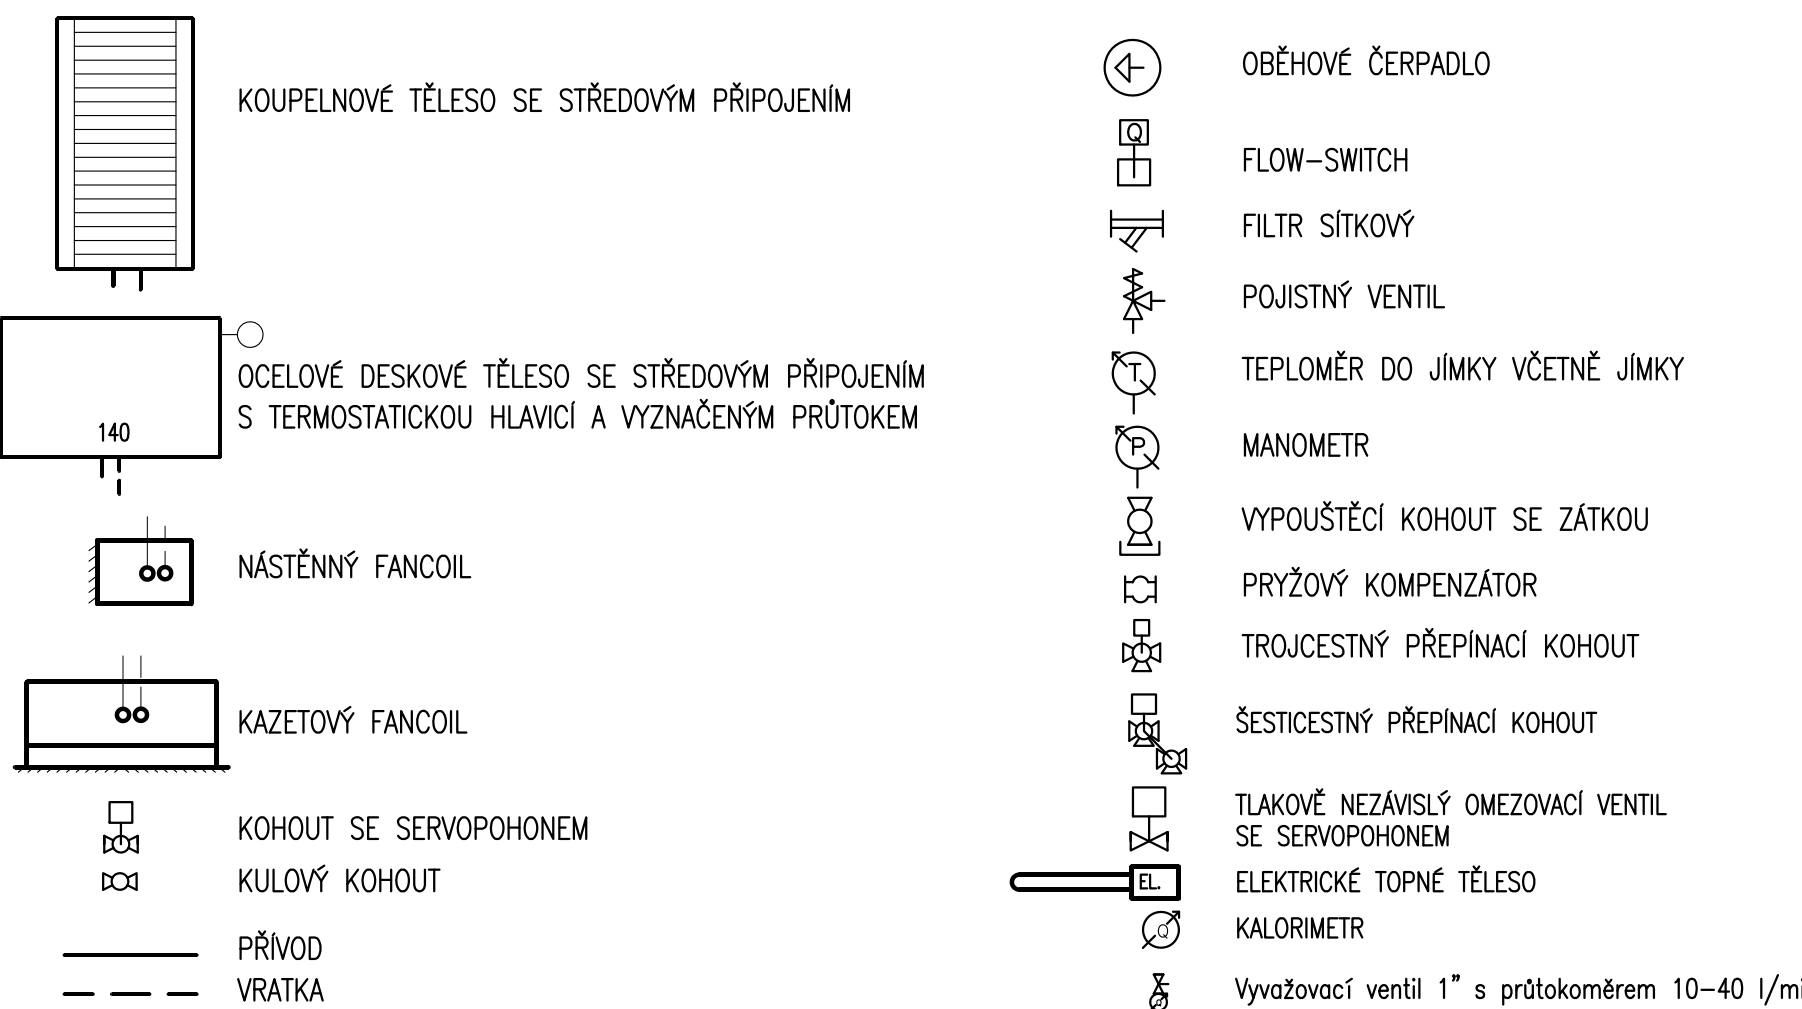 KOUPELNOVÉ TĚLESO SE STŘEDOVÝM PŘIPOJENÍM
OCELOVÉ DESKOVÉ TĚLESO SE STŘEDOVÝM PŘIPOJENÍM
S TERMOSTATICKOU HLAVICÍ A VYZNAČENÝM PRŮTOKEM
140
NÁSTĚNNÝ FANCOIL
KAZETOVÝ FANCOIL
KOHOUT SE SERVOPOHONEM
KULOVÝ KOHOUT
PŘÍVOD
VRATKA
OBĚHOVÉ ČERPADLO
Q
FLOW-SWITCH
FILTR SÍTKOVÝ
POJISTNÝ VENTIL
T
TEPLOMĚR DO JÍMKY VČETNĚ JÍMKY
P
MANOMETR
VYPOUŠTĚCÍ KOHOUT SE ZÁTKOU
PRYŽOVÝ KOMPENZÁTOR
TROJCESTNÝ PŘEPÍNACÍ KOHOUT
ŠESTICESTNÝ PŘEPÍNACÍ KOHOUT
TLAKOVĚ NEZÁVISLÝ OMEZOVACÍ VENTIL
SE SERVOPOHONEM
EL.
ELEKTRICKÉ TOPNÉ TĚLESO
Q
KALORIMETR
Vyvažovací ventil 1" s průtokoměrem 10-40 l/mi